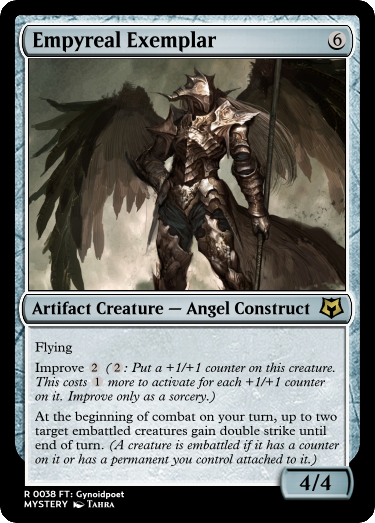 Empyreal Exemplar 6
Artifact Creature — Angel Construct
Flying
Improve 2 (2: Put a +1/+1 counter on this creature.
This costs 1 more to activate for each +1/+1 counter
on it. Improve only as a sorcery.)
At the beginning of combat on your turn, up to two
target embattled creatures gain double strike until
end of turn. (A creature is embattled if it has a counter
on it or has a permanent you control attached to it.)
4/4
R 0038 FT: Gynoidpoet
MYSTERY Tahra